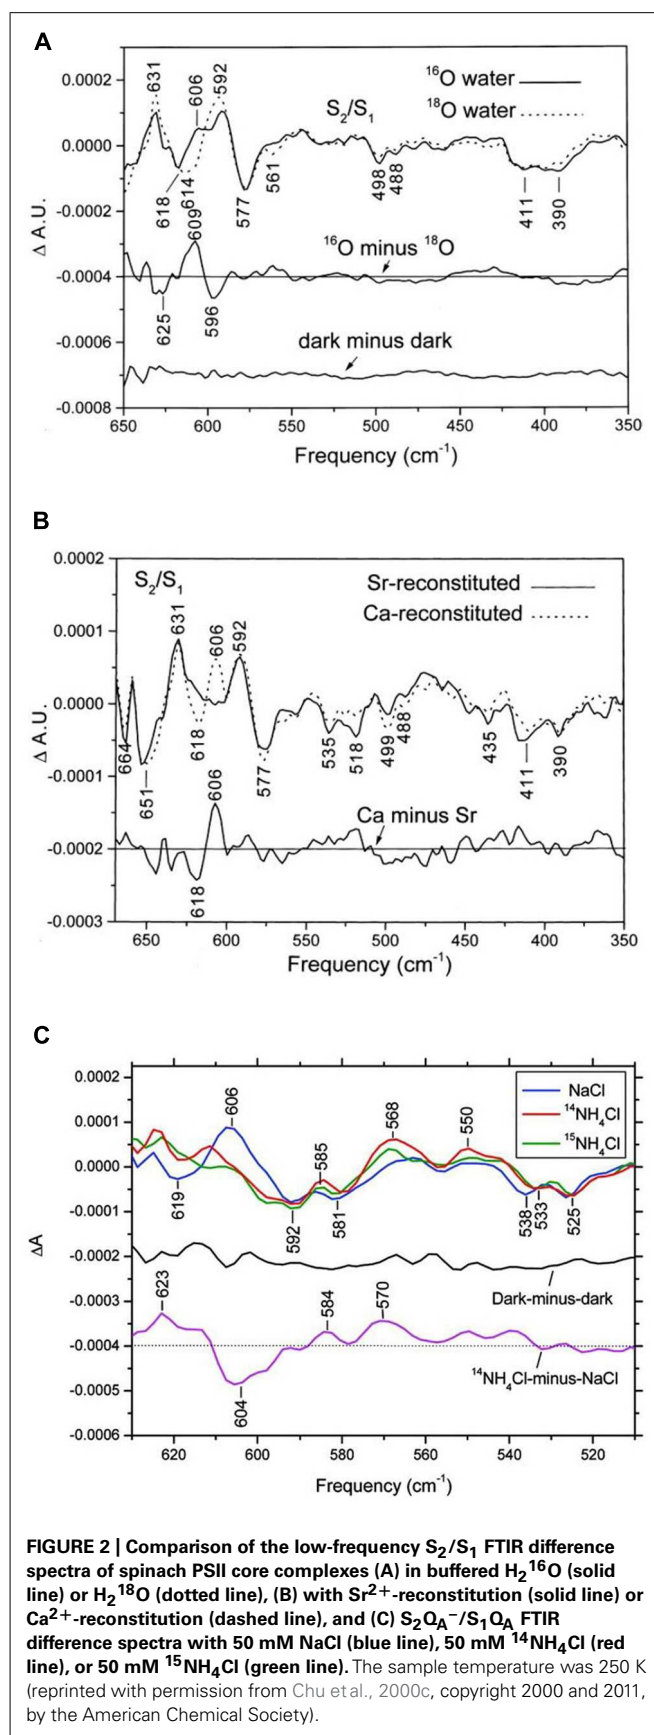 A
0.0002
0.0000
-0.0002
-0.0004
-0.0006
-0.0008
Δ A.U.
631
606
592
S2/S1
16O water
18O water
618
614
609
577
561
498
488
411
390
16O minus 18O
625
596
dark minus dark
650 600 550 500 450 400 350
Frequency (cm-1)
B
0.0002
0.0001
0.0000
-0.0001
-0.0002
-0.0003
Δ A.U.
S2/S1
Sr-reconstituted
Ca-reconstituted
631
606
592
664
651
618
577
535
518
499
488
435
411
390
606
Ca minus Sr
618
650 600 550 500 450 400 350
Frequency (cm-1)
C
0.0002
0.0001
0.0000
-0.0001
-0.0002
-0.0003
-0.0004
-0.0005
-0.0006
ΔA
NaCl
14NH4Cl
15NH4Cl
606
568
550
585
619
592
581
538
533
525
Dark-minus-dark
623
584
570
604
14NH4Cl-minus-NaCl
620 600 580 560 540 520
Frequency (cm-1)
FIGURE 2 | Comparison of the low-frequency S2/S1 FTIR difference
spectra of spinach PSII core complexes (A) in buffered H2 16O (solid
line) or H2 18O (dotted line), (B) with Sr2+-reconstitution (solid line) or
Ca2+-reconstitution (dashed line), and (C) S2QA−/S1QA FTIR
difference spectra with 50 mM NaCl (blue line), 50 mM 14NH4Cl (red
line), or 50 mM 15NH4Cl (green line). The sample temperature was 250 K
(reprinted with permission from Chu et al., 2000c, copyright 2000 and 2011,
by the American Chemical Society).